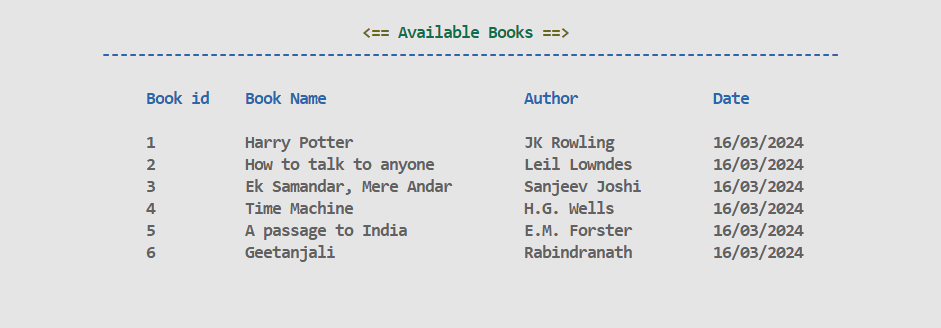 <== Available Books ==>
--------------------------------------------------------------------------------
Book id Book Name Author Date
1 Harry Potter JK Rowling 16/03/2024
2 How to talk to anyone Leil Lowndes 16/03/2024
3 Ek Samandar, Mere Andar Sanjeev Joshi 16/03/2024
4 Time Machine H.G. Wells 16/03/2024
5 A passage to India E.M. Forster 16/03/2024
6 Geetanjali Rabindranath 16/03/2024